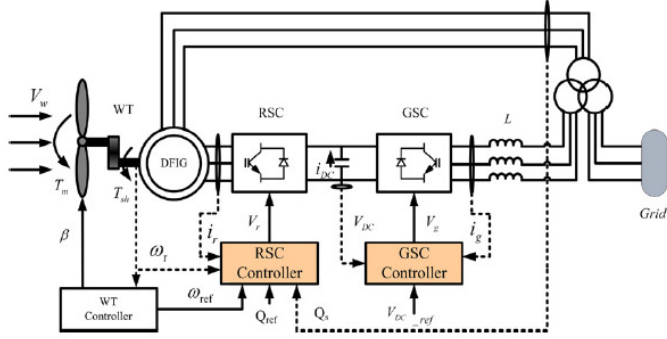 V_w
WT
RSC
GSC
L
DFIG
i_DC
T_m
T_sh
Grid
V_r
V_DC
V_g
i_r
i_g
β
ω_r
RSC
Controller
GSC
Controller
WT
Controller
ω_ref
Q_ref
Q_s
V_DC_ref